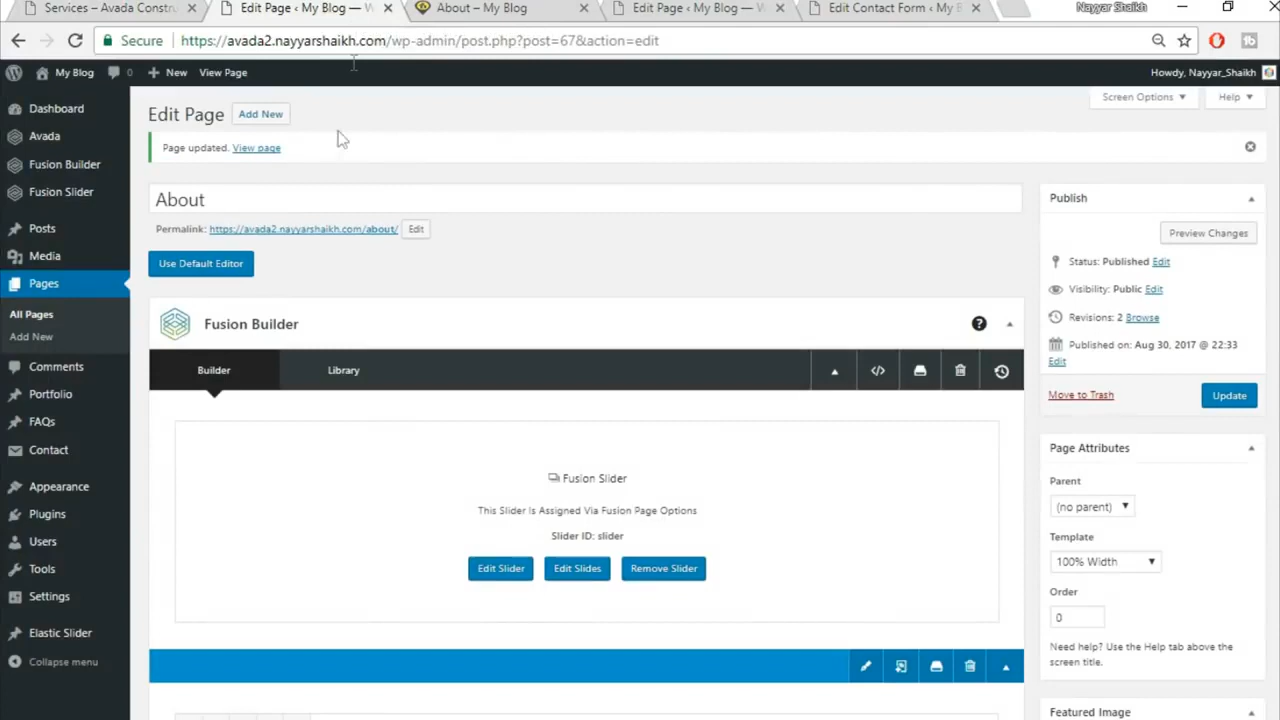 Services – Avada Constru
Edit Page ‹ My Blog — W
About – My Blog
Edit Page ‹ My Blog — W
Edit Contact Form ‹ My B
Nayyar Shaikh
Secure https://avada2.nayyarshaikh.com/wp-admin/post.php?post=67&action=edit
My Blog 0 New View Page Howdy, Nayyar_Shaikh
Dashboard
Avada
Fusion Builder
Fusion Slider
Posts
Media
Pages
All Pages
Add New
Comments
Portfolio
FAQs
Contact
Appearance
Plugins
Users
Tools
Settings
Elastic Slider
Collapse menu
Screen Options Help
Edit Page Add New
Page updated. View page
About
Permalink: https://avada2.nayyarshaikh.com/about/ Edit
Use Default Editor
Fusion Builder
Builder Library
Fusion Slider
This Slider Is Assigned Via Fusion Page Options
Slider ID: slider
Edit Slider Edit Slides Remove Slider
Publish
Preview Changes
Status: Published Edit
Visibility: Public Edit
Revisions: 2 Browse
Published on: Aug 30, 2017 @ 22:33
Edit
Move to Trash Update
Page Attributes
Parent
(no parent)
Template
100% Width
Order
0
Need help? Use the Help tab above the
screen title.
Featured Image